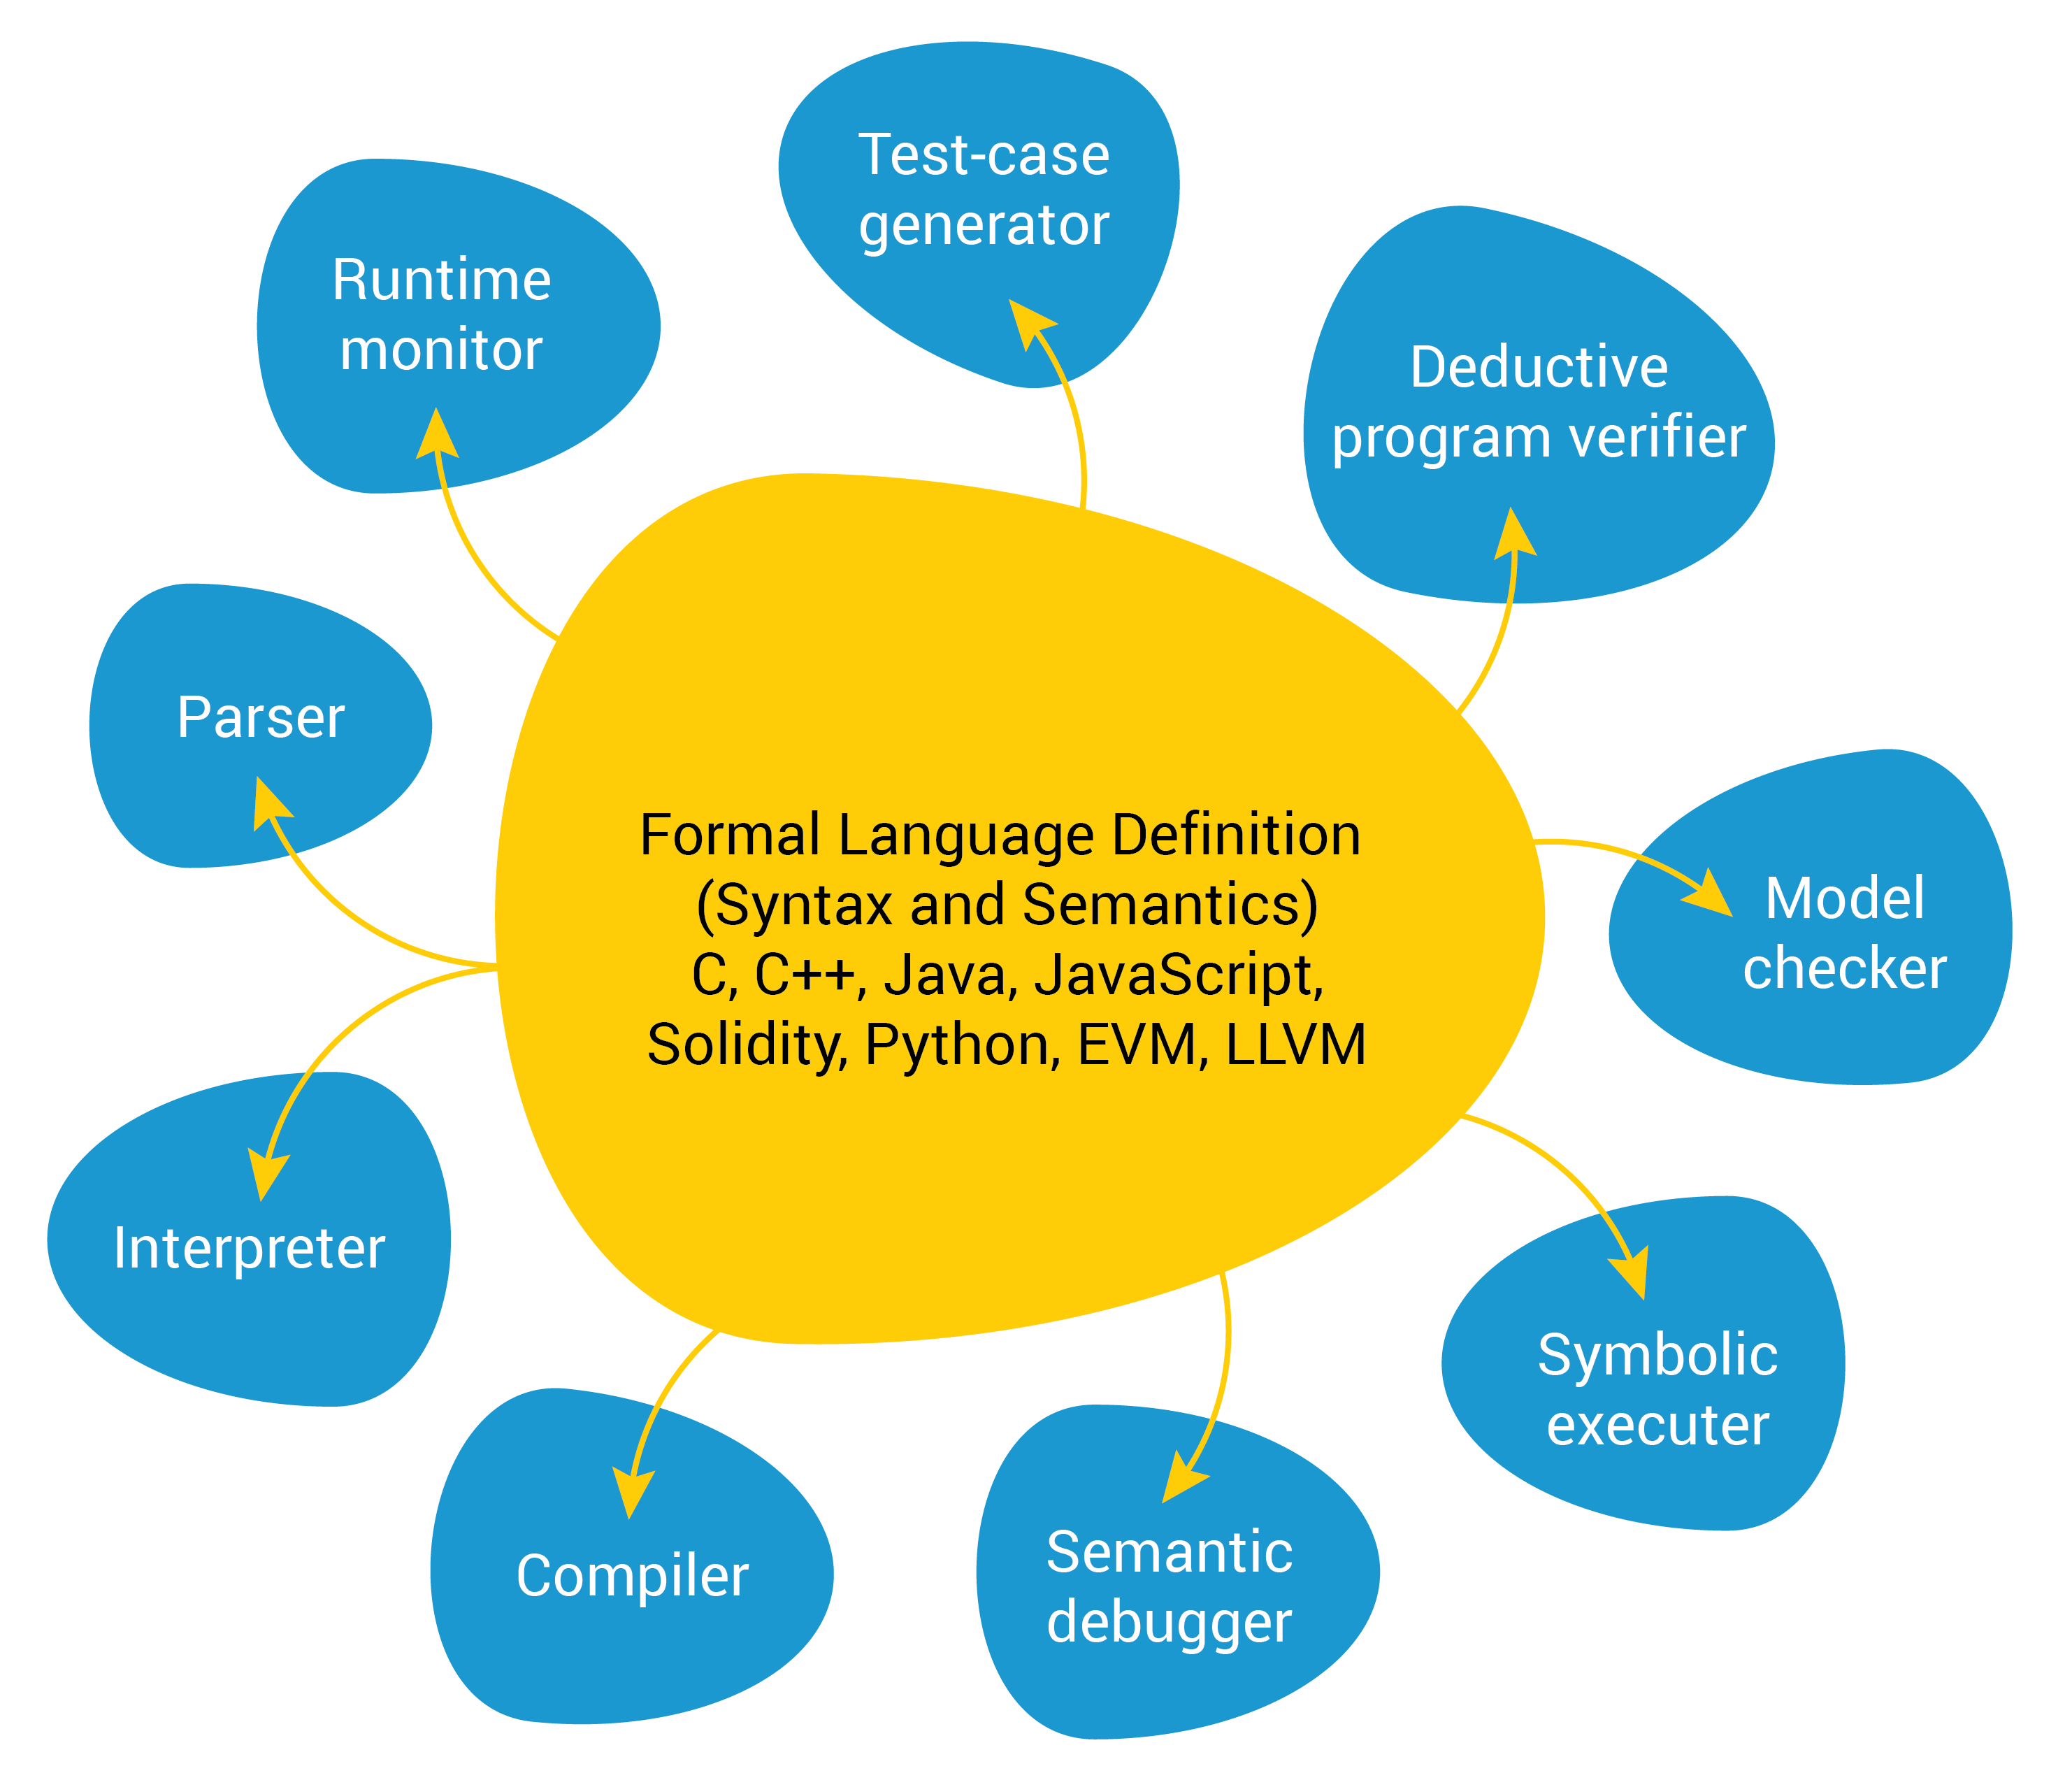 Test-case
generator
Runtime
monitor
Deductive
program verifier
Parser
Formal Language Definition
(Syntax and Semantics)
C, C++, Java, JavaScript,
Solidity, Python, EVM, LLVM
Model
checker
Interpreter
Symbolic
executer
Compiler
Semantic
debugger